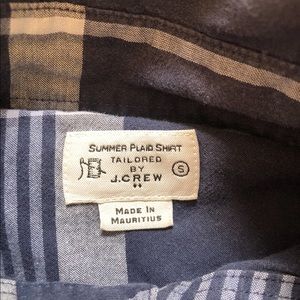 SUMMER PLAID SHIRT
TAILORED
BY
J.CREW
S
MADE IN
MAURITIUS